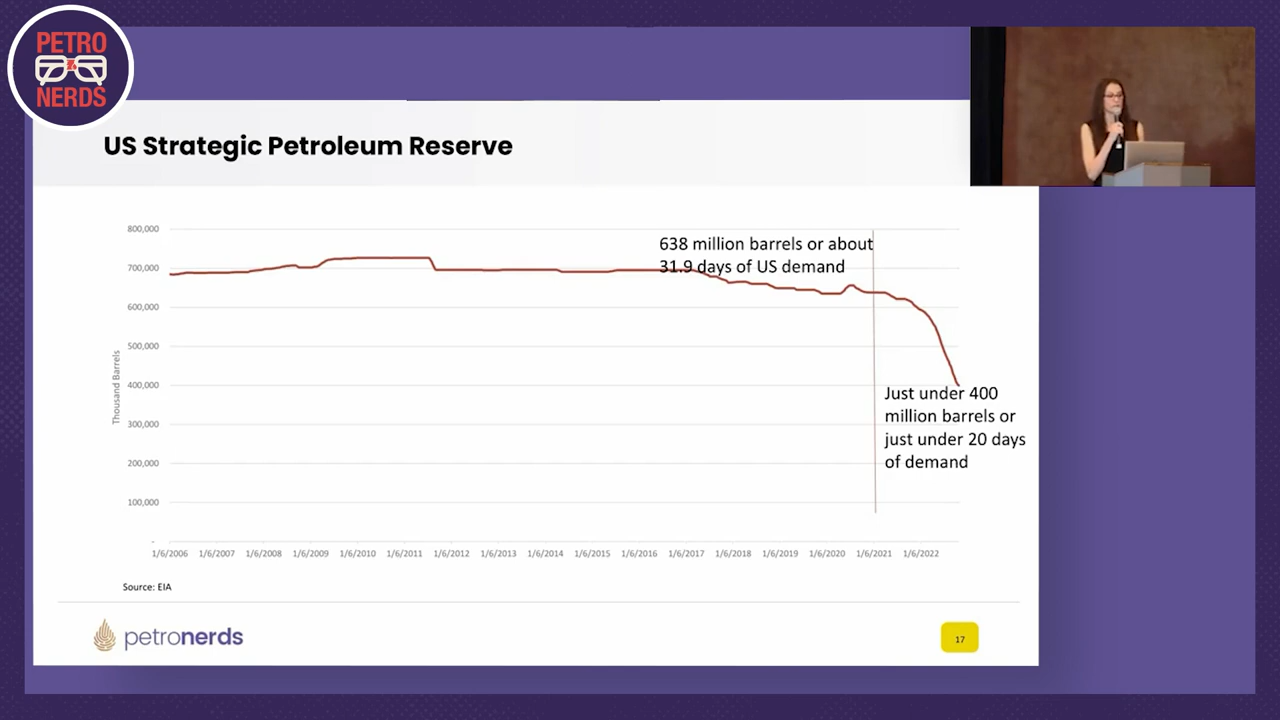 PETRO
NERDS
US Strategic Petroleum Reserve
800,000
700,000
600,000
500,000
400,000
300,000
200,000
100,000
-
Thousand Barrels
638 million barrels or about
31.9 days of US demand
Just under 400
million barrels or
just under 20 days
of demand
1/6/2006 1/6/2007 1/6/2008 1/6/2009 1/6/2010 1/6/2011 1/6/2012 1/6/2013 1/6/2014 1/6/2015 1/6/2016 1/6/2017 1/6/2018 1/6/2019 1/6/2020 1/6/2021 1/6/2022
Source: EIA
petronerds
17